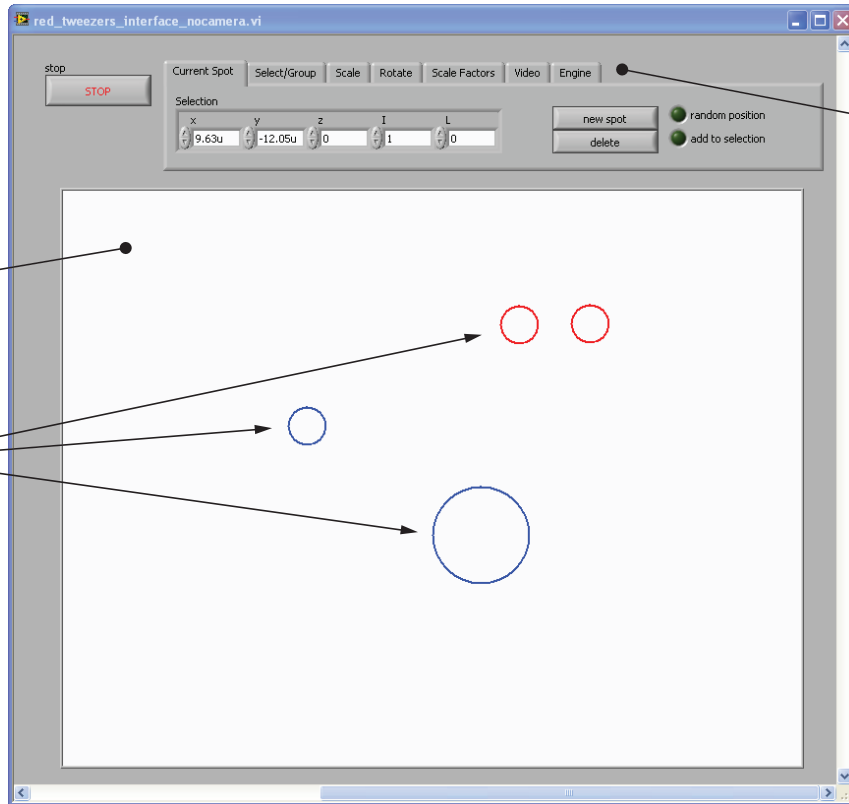 red_tweezers_interface_nocamera.vi
stop
STOP
Current Spot Select/Group Scale Rotate Scale Factors Video Engine
Selection
x y z I L
9.63u -12.05u 0 1 0
new spot
random position
delete
add to selection